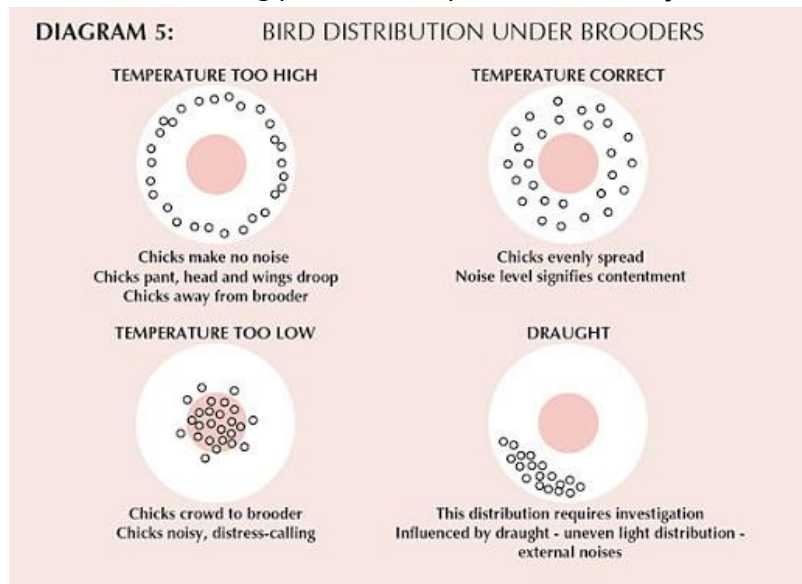 DIAGRAM 5: BIRD DISTRIBUTION UNDER BROODERS
TEMPERATURE TOO HIGH
Chicks make no noise
Chicks pant, head and wings droop
Chicks away from brooder
TEMPERATURE CORRECT
Chicks evenly spread
Noise level signifies contentment
TEMPERATURE TOO LOW
Chicks crowd to brooder
Chicks noisy, distress-calling
DRAUGHT
This distribution requires investigation
Influenced by draught - uneven light distribution -
external noises